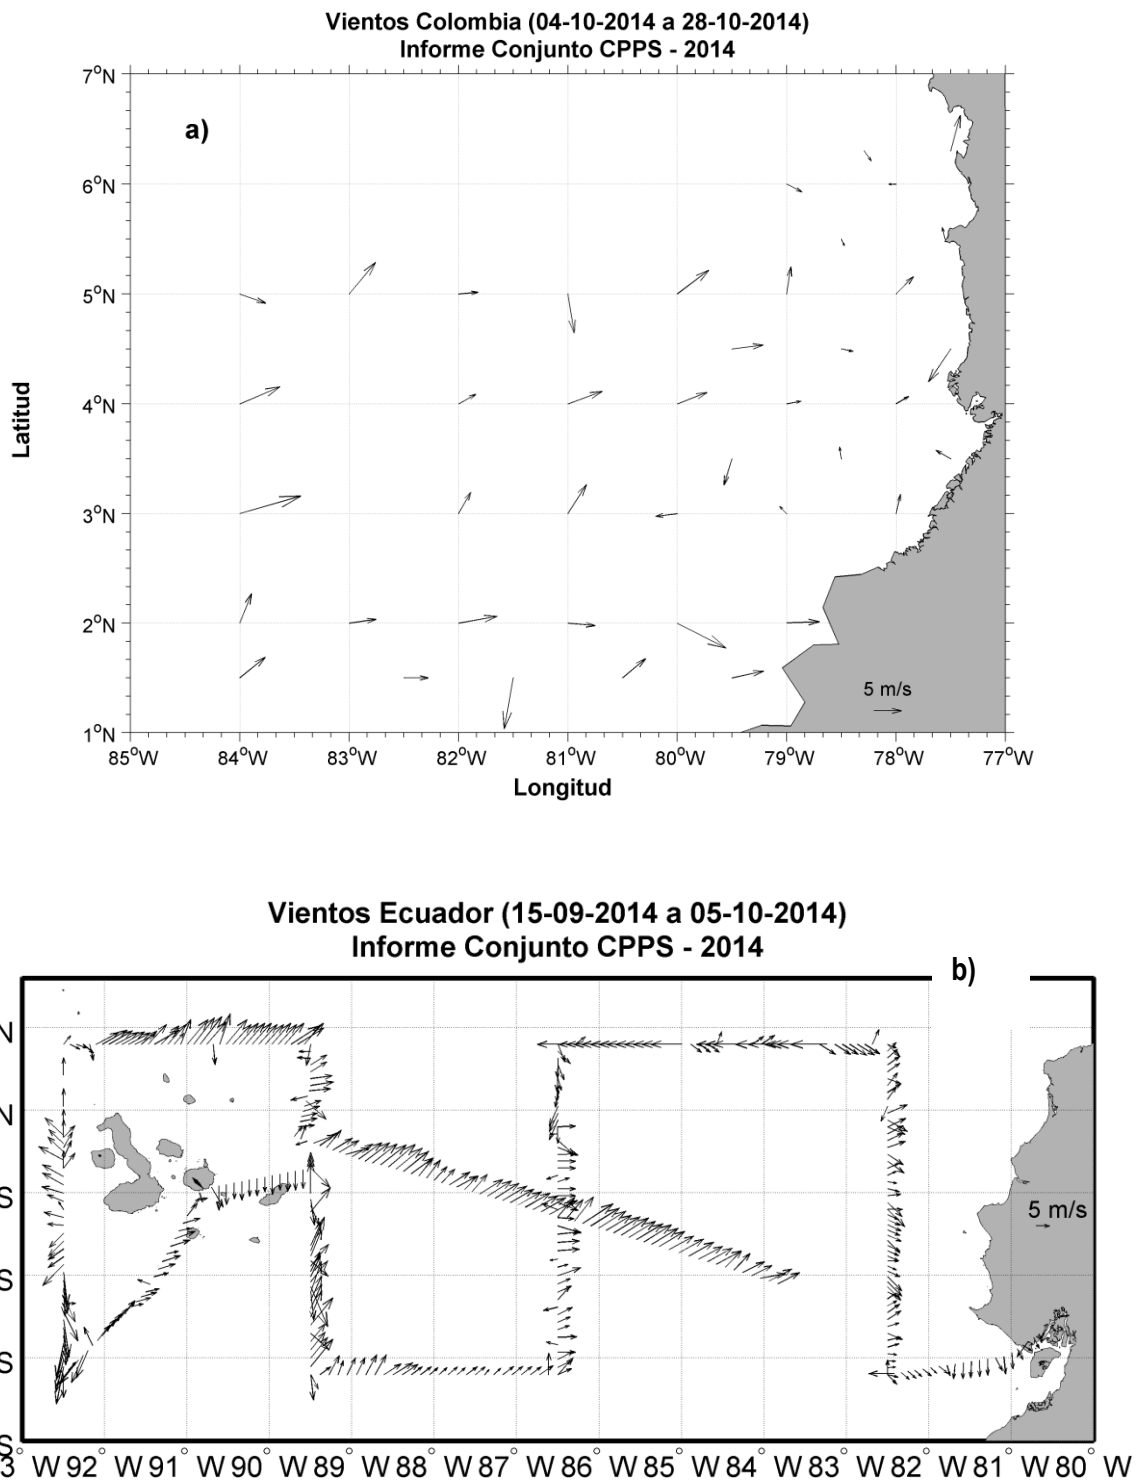 Vientos Colombia (04-10-2014 a 28-10-2014)
Informe Conjunto CPPS - 2014
7°N
a)
6°N
5°N
4°N
3°N
2°N
1°N
Latitud
5 m/s
85°W 84°W 83°W 82°W 81°W 80°W 79°W 78°W 77°W
Longitud
Vientos Ecuador (15-09-2014 a 05-10-2014)
Informe Conjunto CPPS - 2014
b)
N
N
S
5 m/s
S
S
S
3° W 92° W 91° W 90° W 89° W 88° W 87° W 86° W 85° W 84° W 83° W 82° W 81° W 80° W